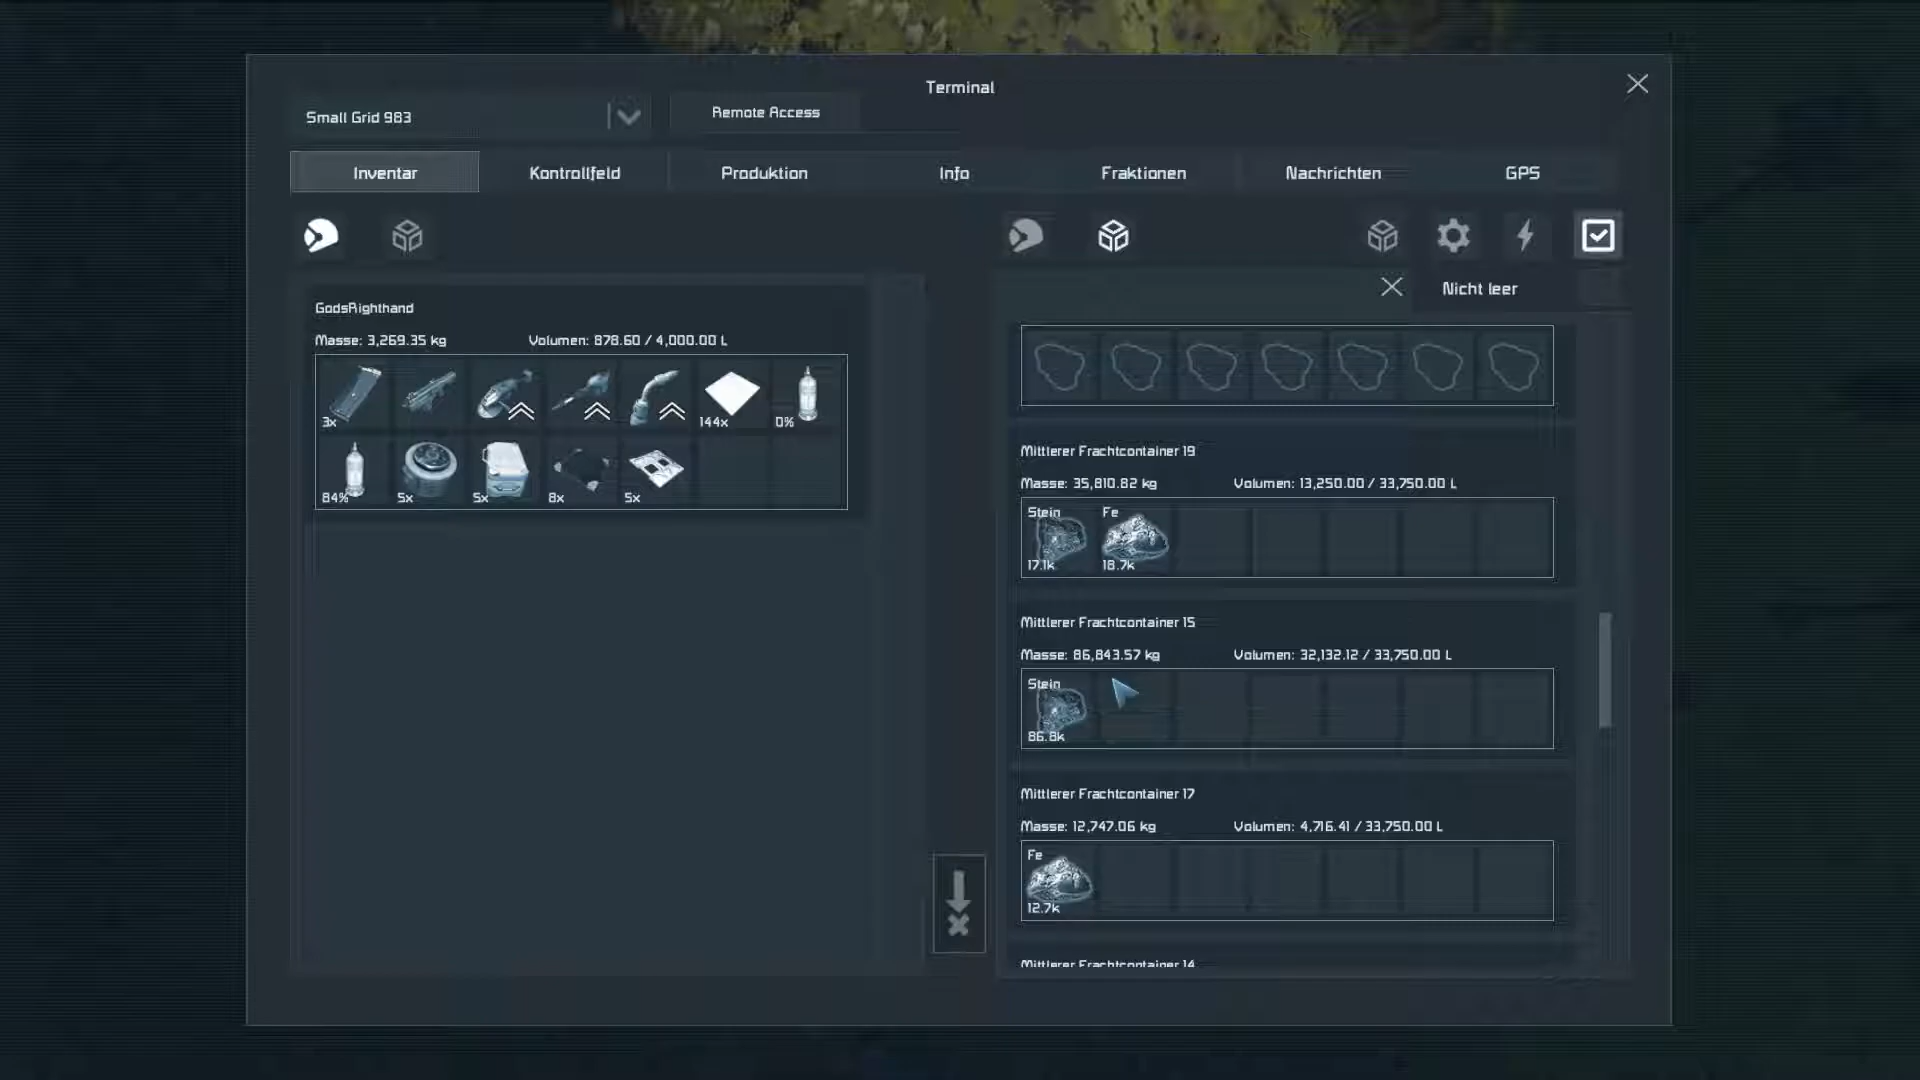 Terminal
Small Grid 983
Remote Access
Inventar
Kontrollfeld
Produktion
Info
Fraktionen
Nachrichten
GPS
Nicht leer
GodsRighthand
Masse: 3,269.35 kg
Volumen: 878.60 / 4,000.00 L
3x
144x
0%
84%
5x
5x
8x
5x
Mittlerer Frachtcontainer 19
Masse: 35,810.82 kg
Volumen: 13,250.00 / 33,750.00 L
Stein
Fe
17.1k
18.7k
Mittlerer Frachtcontainer 15
Masse: 86,843.57 kg
Volumen: 32,132.12 / 33,750.00 L
Stein
86.8k
Mittlerer Frachtcontainer 17
Masse: 12,747.06 kg
Volumen: 4,716.41 / 33,750.00 L
Fe
12.7k
Mittlerer Frachtcontainer 14